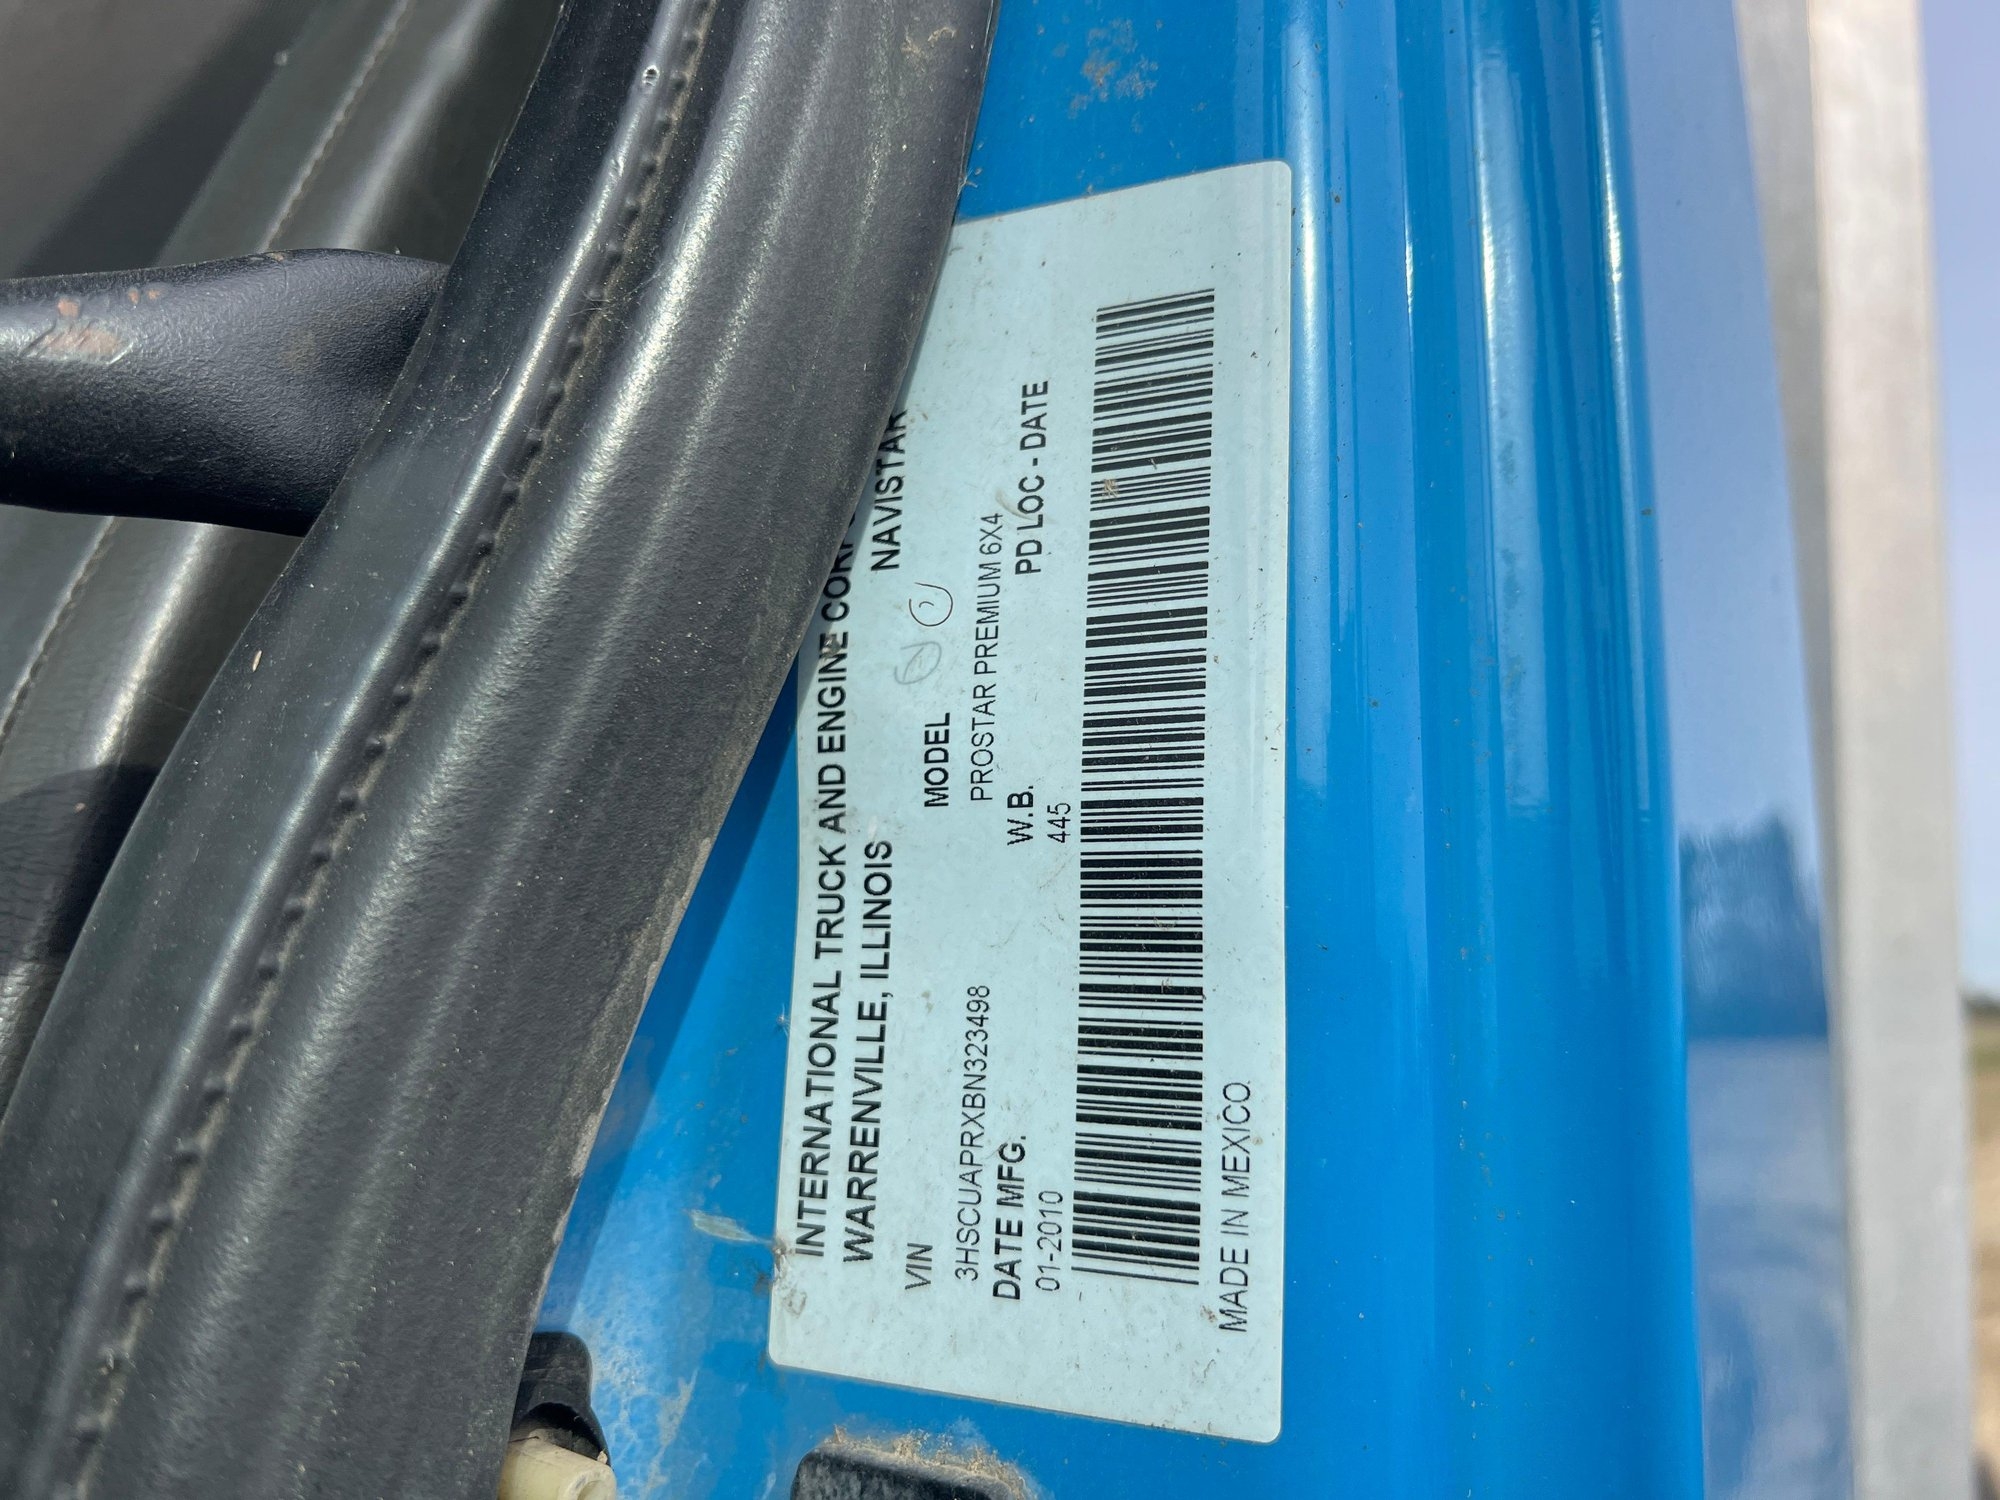 INTERNATIONAL TRUCK AND ENGINE
WARRENVILLE, ILLINOIS NAVISTAR
VIN MODEL
3HSCUAPRXBN323498 PROSTAR PREMIUM 6X4
DATE MFG. W.B. PD LOC - DATE
01-2010 445
MADE IN MEXICO